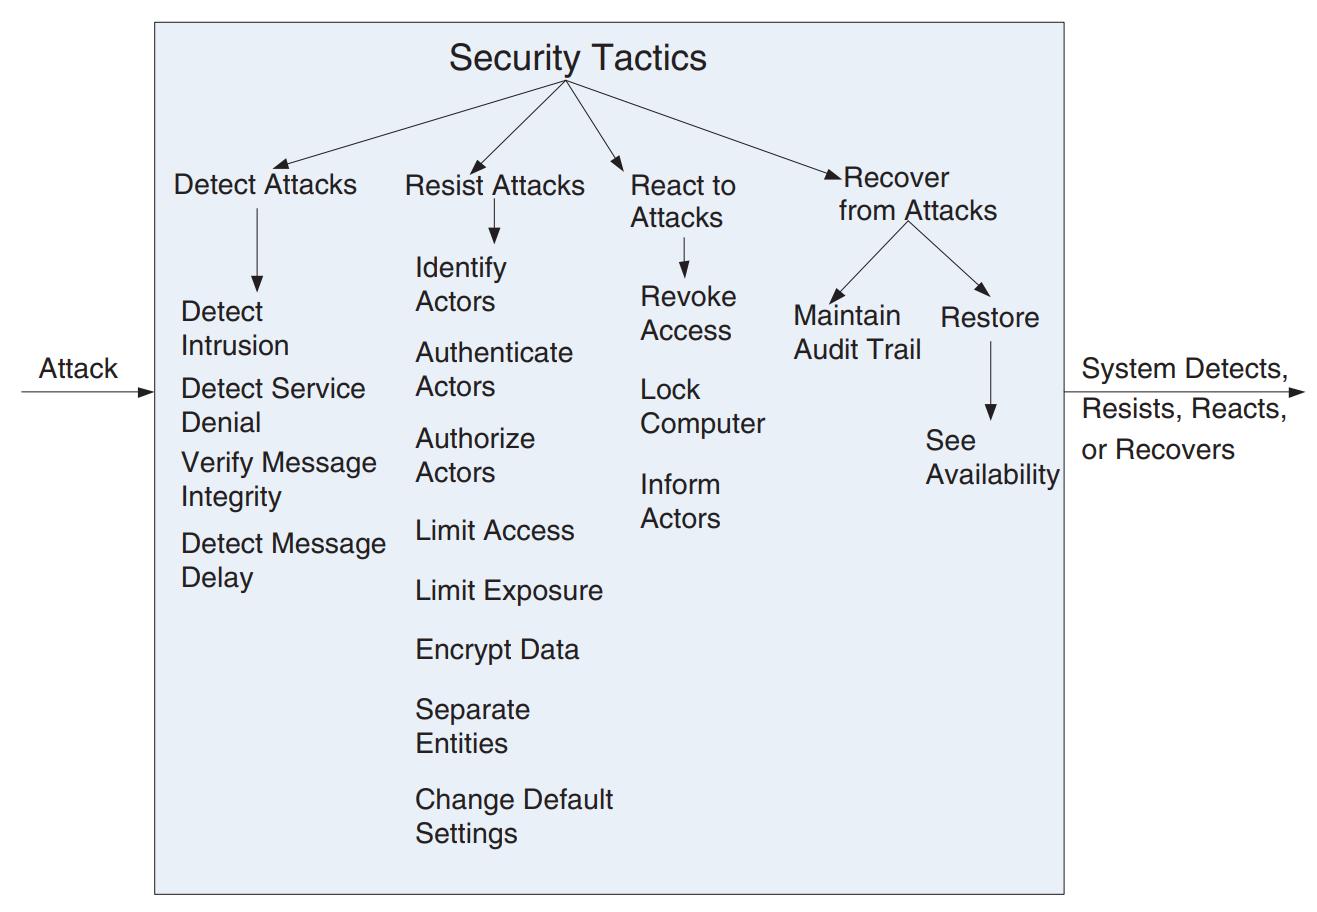 Security Tactics
Detect Attacks
Resist Attacks
React to
Attacks
Recover
from Attacks
Detect
Intrusion
Detect Service
Denial
Verify Message
Integrity
Detect Message
Delay
Identify
Actors
Authenticate
Actors
Authorize
Actors
Limit Access
Limit Exposure
Encrypt Data
Separate
Entities
Change Default
Settings
Revoke
Access
Lock
Computer
Inform
Actors
Maintain
Audit Trail
Restore
See
Availability
Attack
System Detects,
Resists, Reacts,
or Recovers